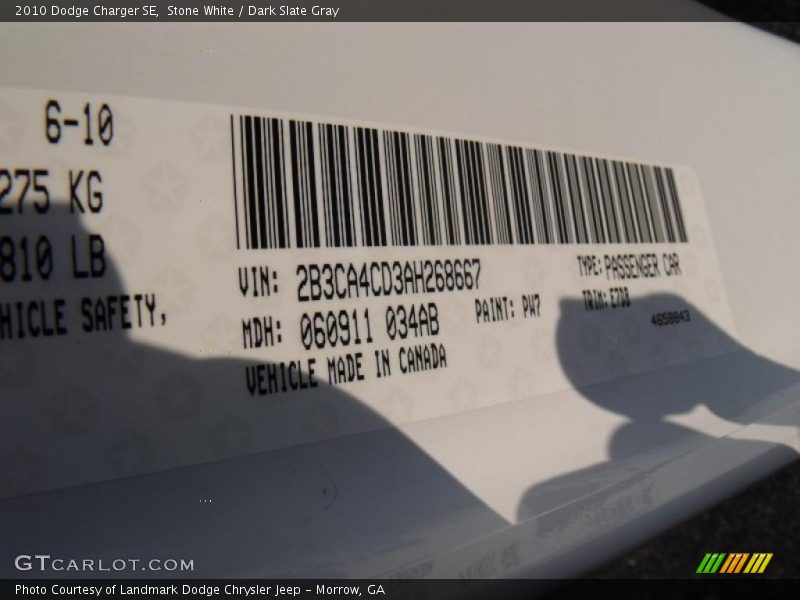 2010 Dodge Charger SE,  Stone White / Dark Slate Gray
6-10
275 KG
810 LB
HICLE SAFETY,
VIN: 2B3CA4CD3AH268667
TYPE: PASSENGER CAR
MDH: 060911 034AB
PAINT: PW7
TRIM: E7DB
4658843
VEHICLE MADE IN CANADA
GTCARLOT.COM
Photo Courtesy of Landmark Dodge Chrysler Jeep - Morrow, GA